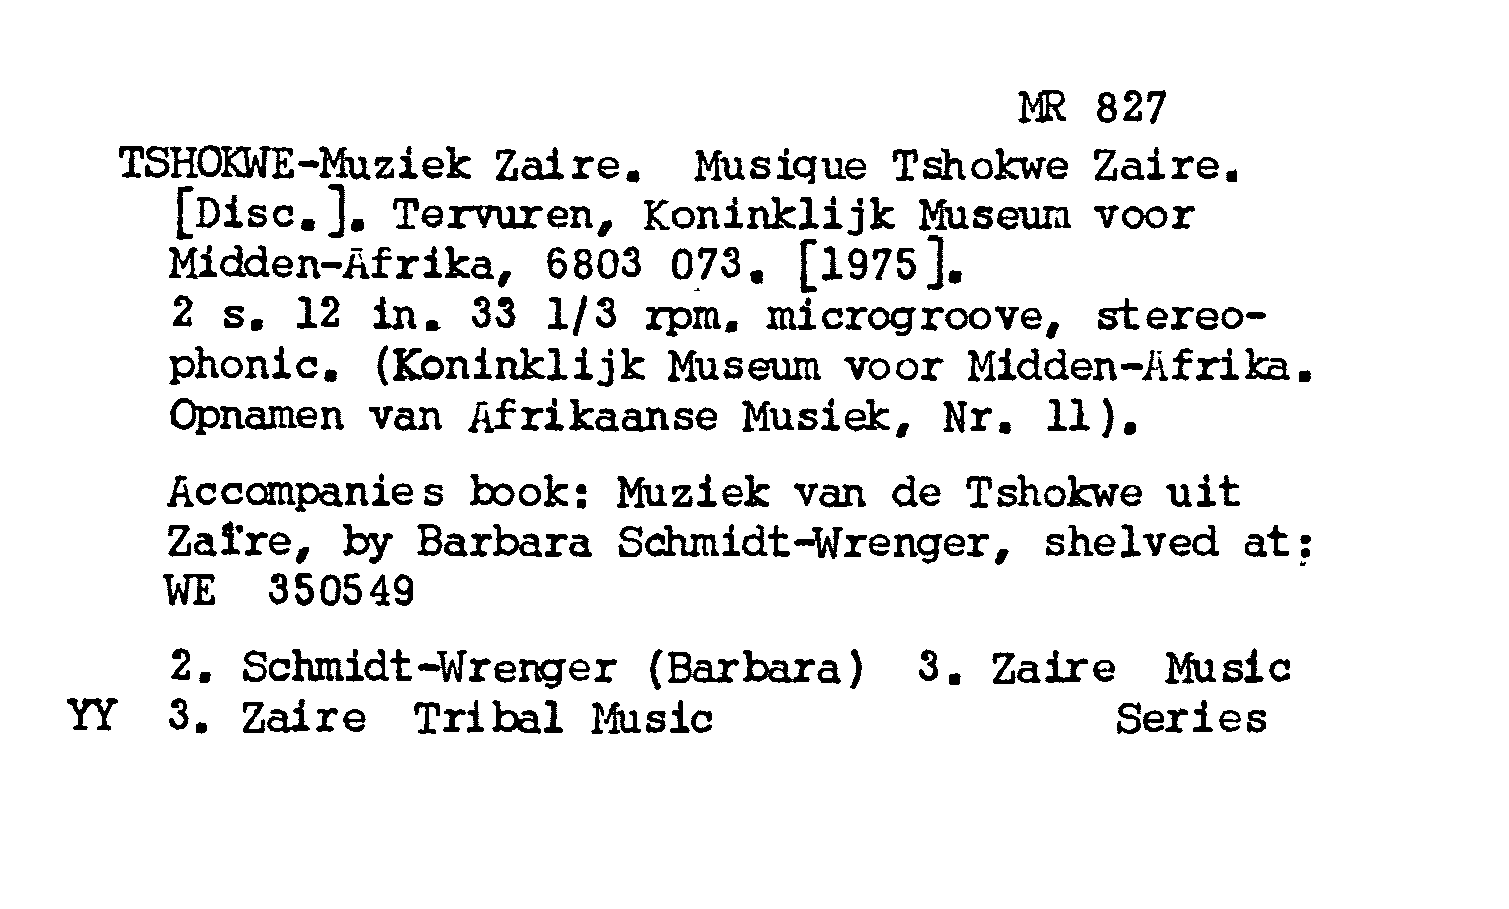 MR 827
TSHOKWE-Muziek Zaire. Musique Tshokwe Zaire.
[Disc.]. Tervuren, Koninklijk Museum voor
Midden-Afrika, 6803 073. [1975].
2 s. 12 in. 33 1/3 rpm. microgroove, stereo-
phonic. (Koninklijk Museum voor Midden-Afrika.
Opnamen van Afrikaanse Musiek, Nr. 11).
Accompanies book: Muziek van de Tshokwe uit
Zaïre, by Barbara Schmidt-Wrenger, shelved at:
WE 350549
2. Schmidt-Wrenger (Barbara) 3. Zaire Music
YY 3. Zaire Tribal Music Series